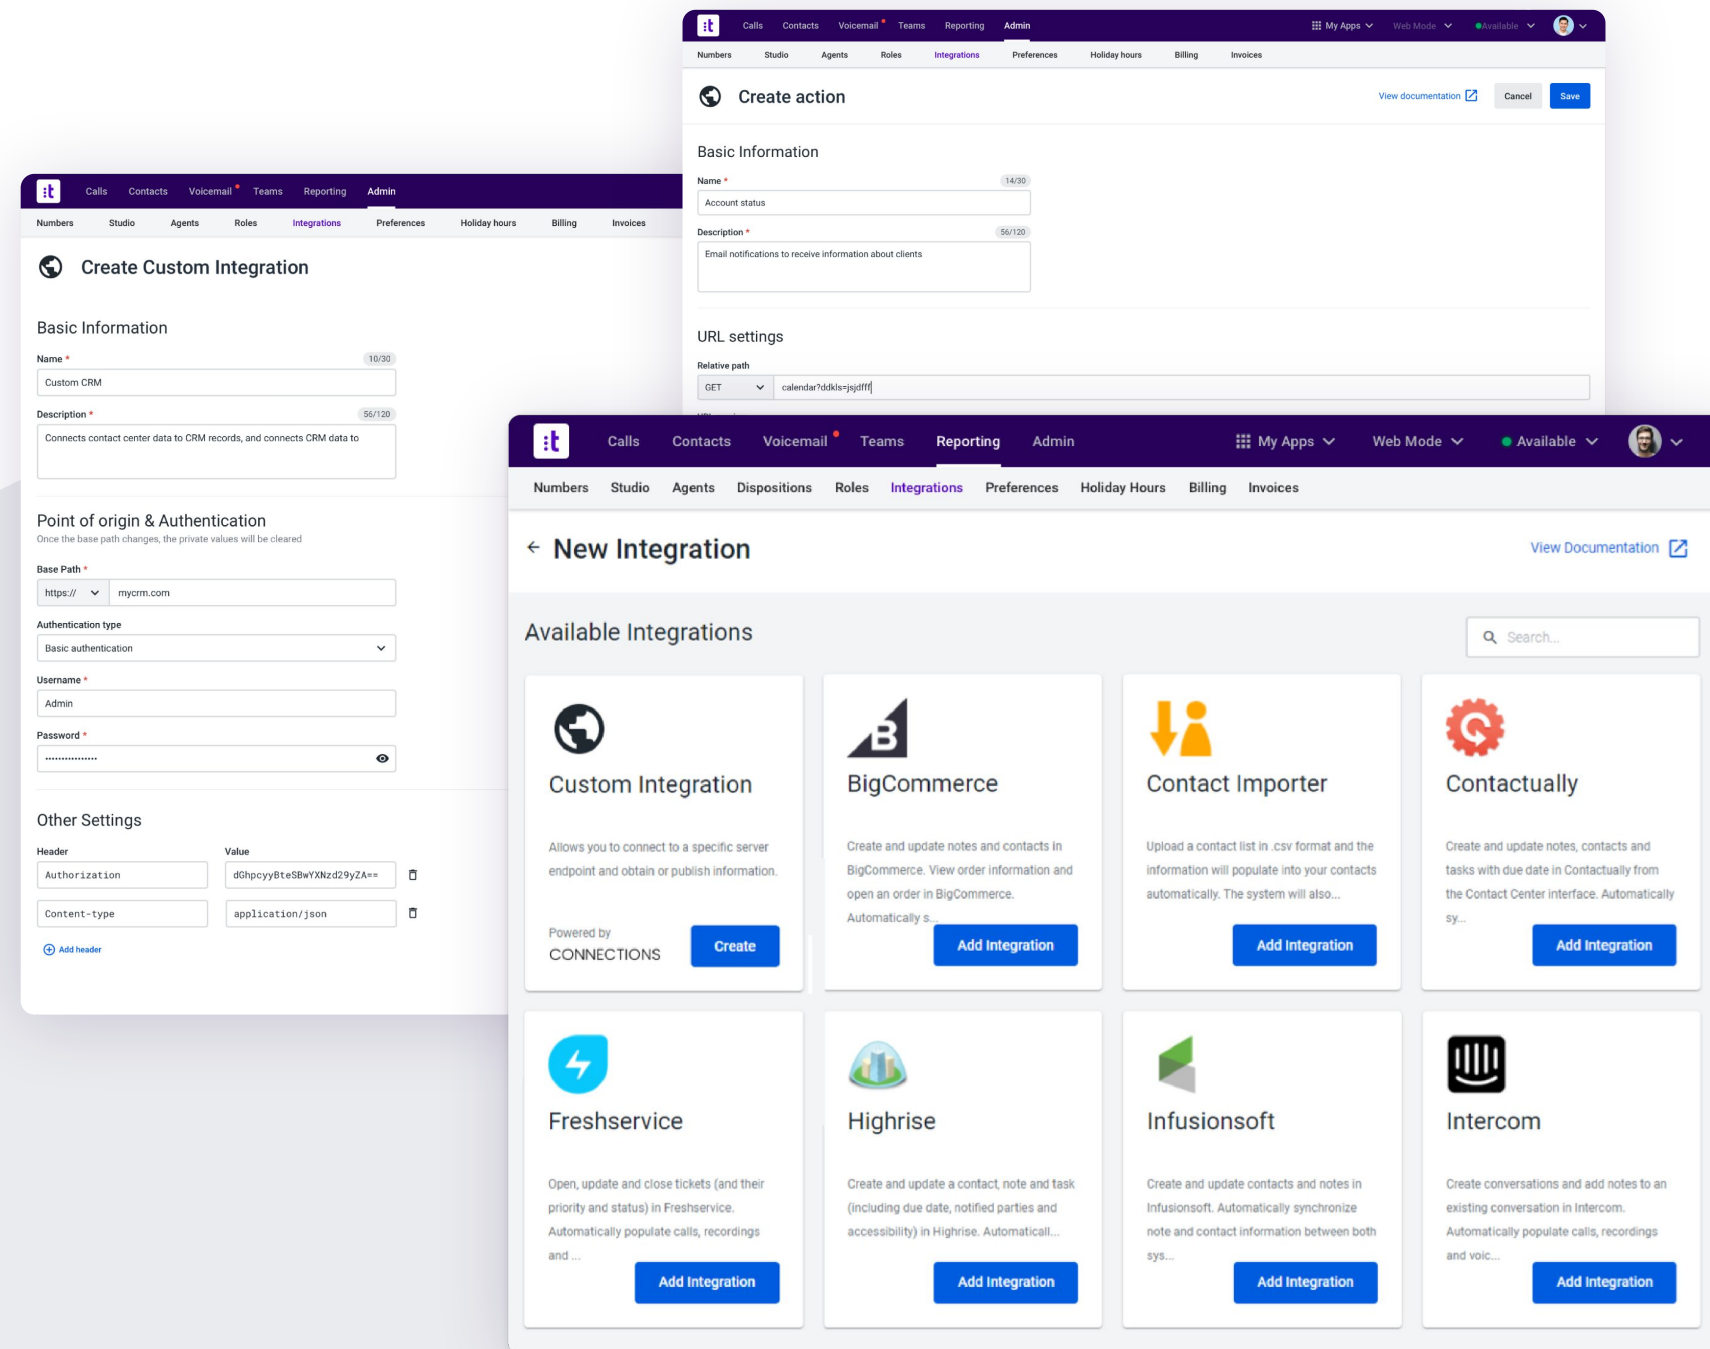 :t Calls Contacts Voicemail Teams Reporting Admin My Apps Web Mode Available
Numbers Studio Agents Roles Integrations Preferences Holiday hours Billing Invoices
Create action View documentation Cancel Save
Basic Information
Name * 14/30
Account status
Description * 56/120
Email notifications to receive information about clients
URL settings
Relative path
GET calendar?ddkls=jsjdfff
:t Calls Contacts Voicemail Teams Reporting Admin
Numbers Studio Agents Roles Integrations Preferences Holiday hours Billing Invoices
Create Custom Integration
Basic Information
Name * 10/30
Custom CRM
Description * 56/120
Connects contact center data to CRM records, and connects CRM data to
Point of origin & Authentication
Once the base path changes, the private values will be cleared
Base Path *
https:// mycrm.com
Authentication type
Basic authentication
Username *
Admin
Password *
Other Settings
Header Value
Authorization dGhpcyyBteSBwYXNzd29yZA==
Content-type application/json
Add header
:t Calls Contacts Voicemail Teams Reporting Admin My Apps Web Mode Available
Numbers Studio Agents Dispositions Roles Integrations Preferences Holiday Hours Billing Invoices
New Integration View Documentation
Available Integrations Search...
Custom Integration
Allows you to connect to a specific server
endpoint and obtain or publish information.
Powered by
CONNECTIONS Create
B
BigCommerce
Create and update notes and contacts in
BigCommerce. View order information and
open an order in BigCommerce.
Automatically s...
Add Integration
Contact Importer
Upload a contact list in .csv format and the
information will populate into your contacts
automatically. The system will also...
Add Integration
Contactually
Create and update notes, contacts and
tasks with due date in Contactually from
the Contact Center interface. Automatically
sy...
Add Integration
Freshservice
Open, update and close tickets (and their
priority and status) in Freshservice.
Automatically populate calls, recordings
and ...
Add Integration
Highrise
Create and update a contact, note and task
(including due date, notified parties and
accessibility) in Highrise. Automaticall...
Add Integration
Infusionsoft
Create and update contacts and notes in
Infusionsoft. Automatically synchronize
note and contact information between both
sys...
Add Integration
Intercom
Create conversations and add notes to an
existing conversation in Intercom.
Automatically populate calls, recordings
and voic...
Add Integration